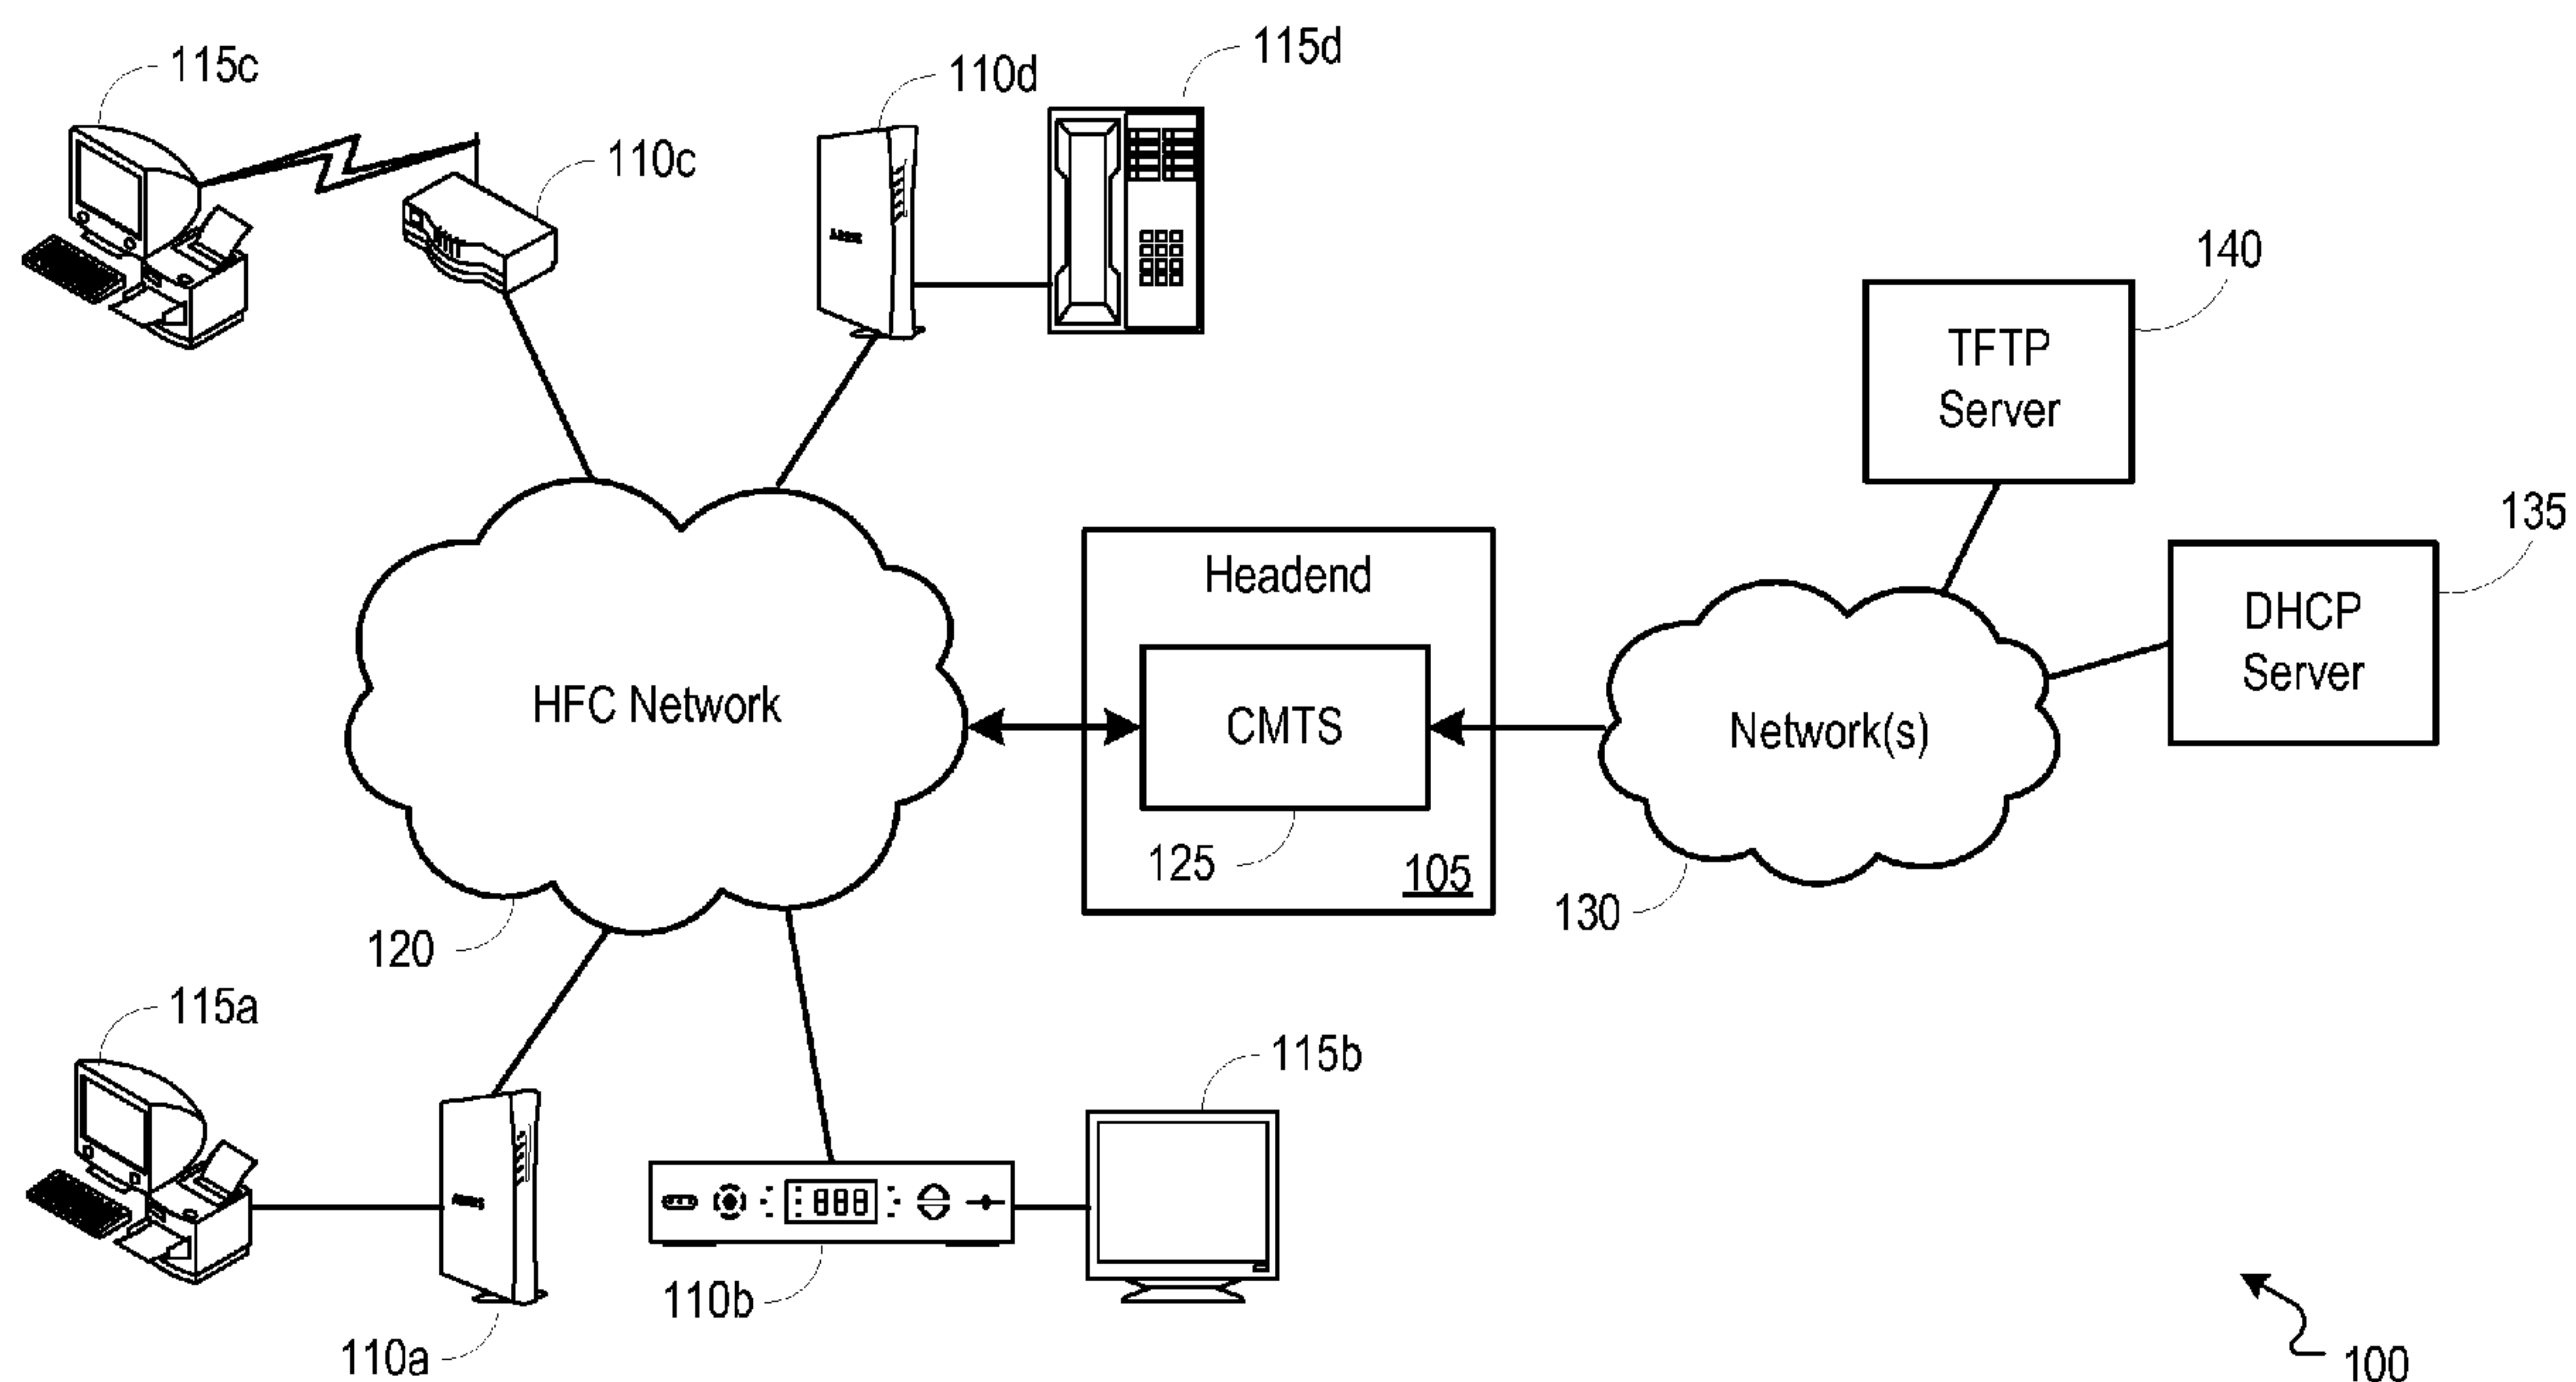 115c
110d
115d
110c
140
TFTP
Server
135
DHCP
Server
Headend
HFC Network
CMTS
Network(s)
125
105
130
120
115a
115b
888
110b
110a
100